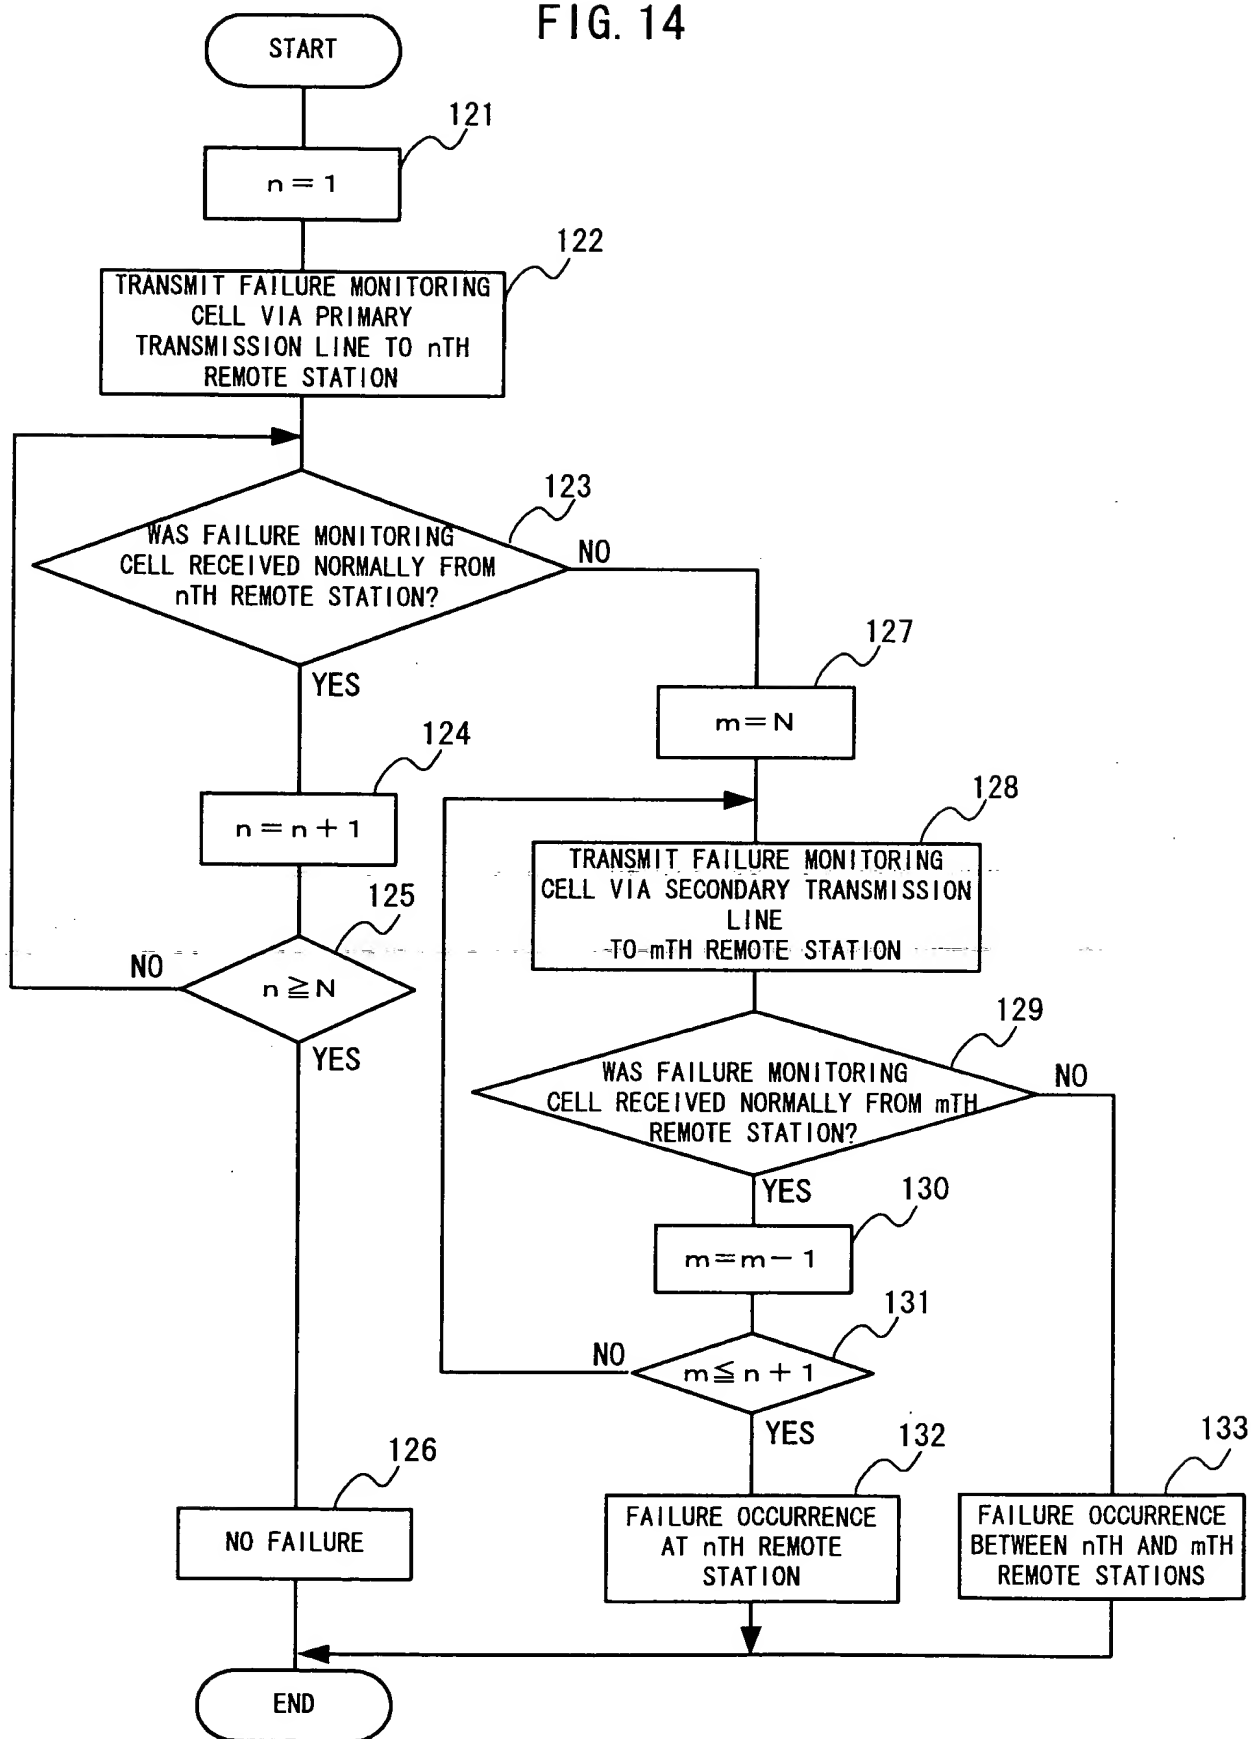 FIG. 14
START
121
n = 1
122
TRANSMIT FAILURE MONITORING
CELL VIA PRIMARY
TRANSMISSION LINE TO nTH
REMOTE STATION
123
WAS FAILURE MONITORING
CELL RECEIVED NORMALLY FROM
nTH REMOTE STATION?
NO
YES
127
m = N
124
n = n + 1
128
TRANSMIT FAILURE MONITORING
CELL VIA SECONDARY TRANSMISSION
LINE
TO mTH REMOTE STATION
125
n ≧ N
NO
YES
129
WAS FAILURE MONITORING
CELL RECEIVED NORMALLY FROM mTH
REMOTE STATION?
NO
YES
130
m = m − 1
131
m ≦ n + 1
NO
YES
126
NO FAILURE
132
FAILURE OCCURRENCE
AT nTH REMOTE
STATION
133
FAILURE OCCURRENCE
BETWEEN nTH AND mTH
REMOTE STATIONS
END